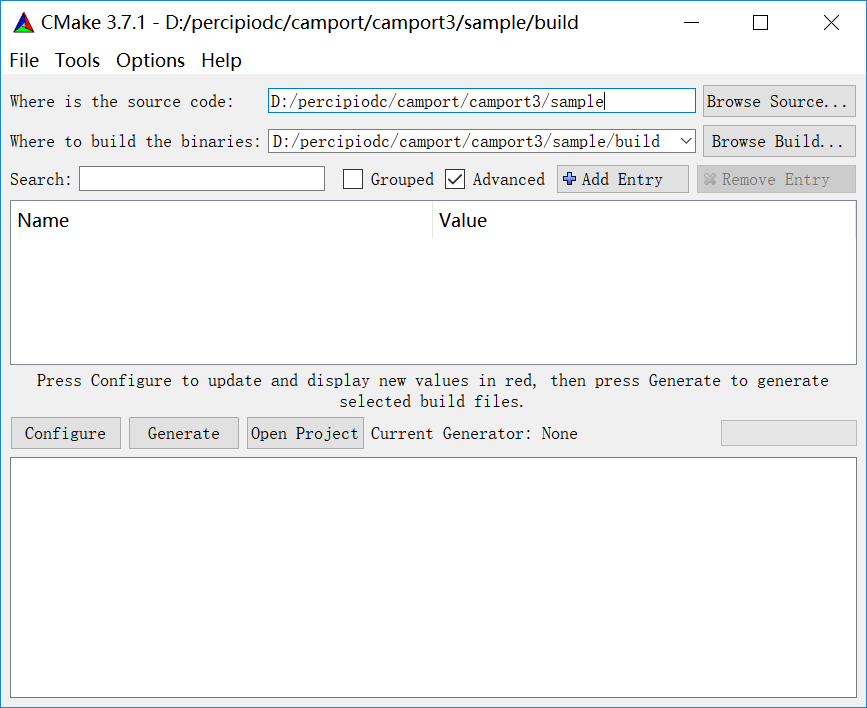 CMake 3.7.1 - D:/percipiodc/camport/camport3/sample/build
File Tools Options Help
Where is the source code: D:/percipiodc/camport/camport3/sample Browse Source...
Where to build the binaries: D:/percipiodc/camport/camport3/sample/build Browse Build...
Search: Grouped Advanced Add Entry Remove Entry
Name Value
Press Configure to update and display new values in red, then press Generate to generate
selected build files.
Configure Generate Open Project Current Generator: None